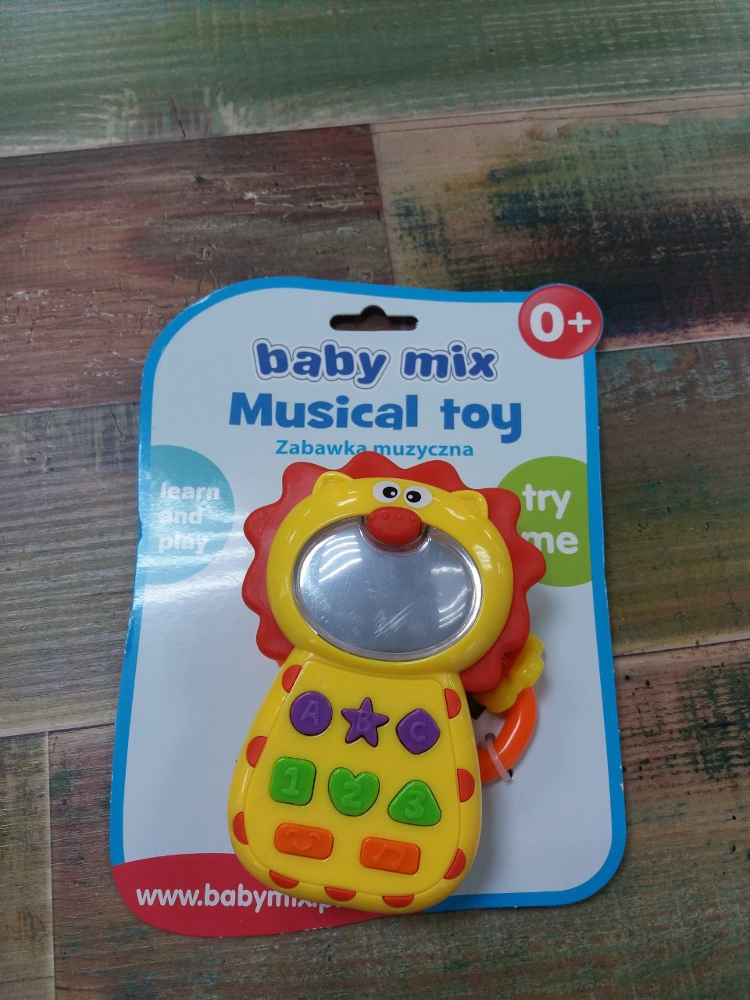 0+
baby mix
Musical toy
Zabawka muzyczna
learn
and
play
try
me
A B C
1 2 3
www.babymix.p